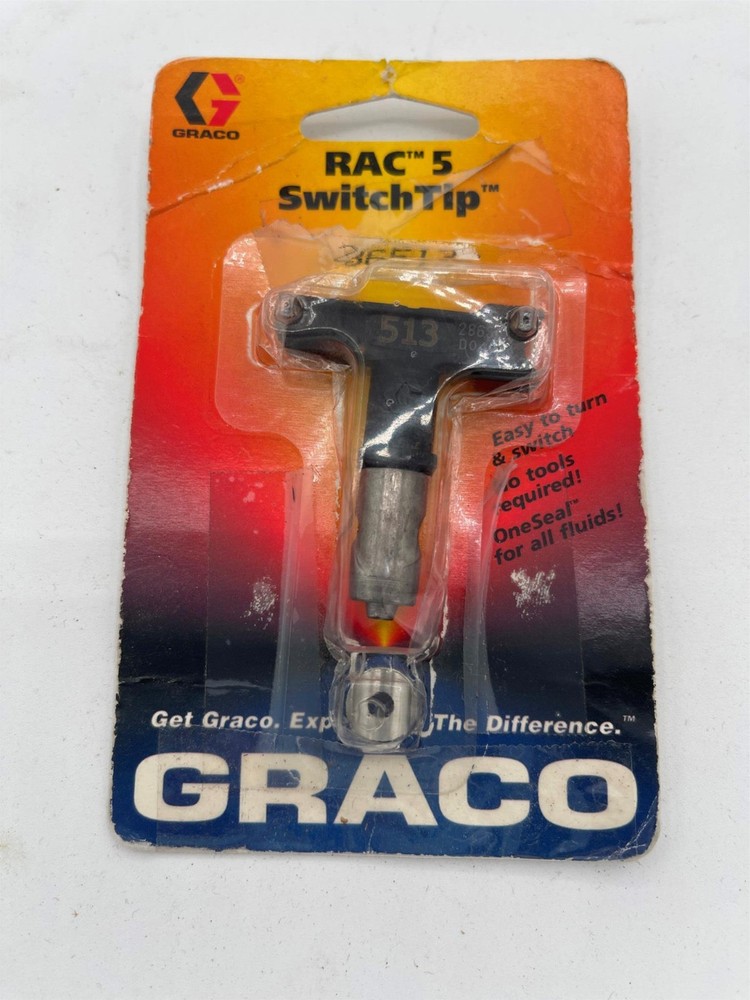 GRACO
RAC™ 5
SwitchTip™
513
Easy to turn
& switch
tools
required!
OneSeal™
for all fluids!
Get Graco. The Difference.™
GRACO